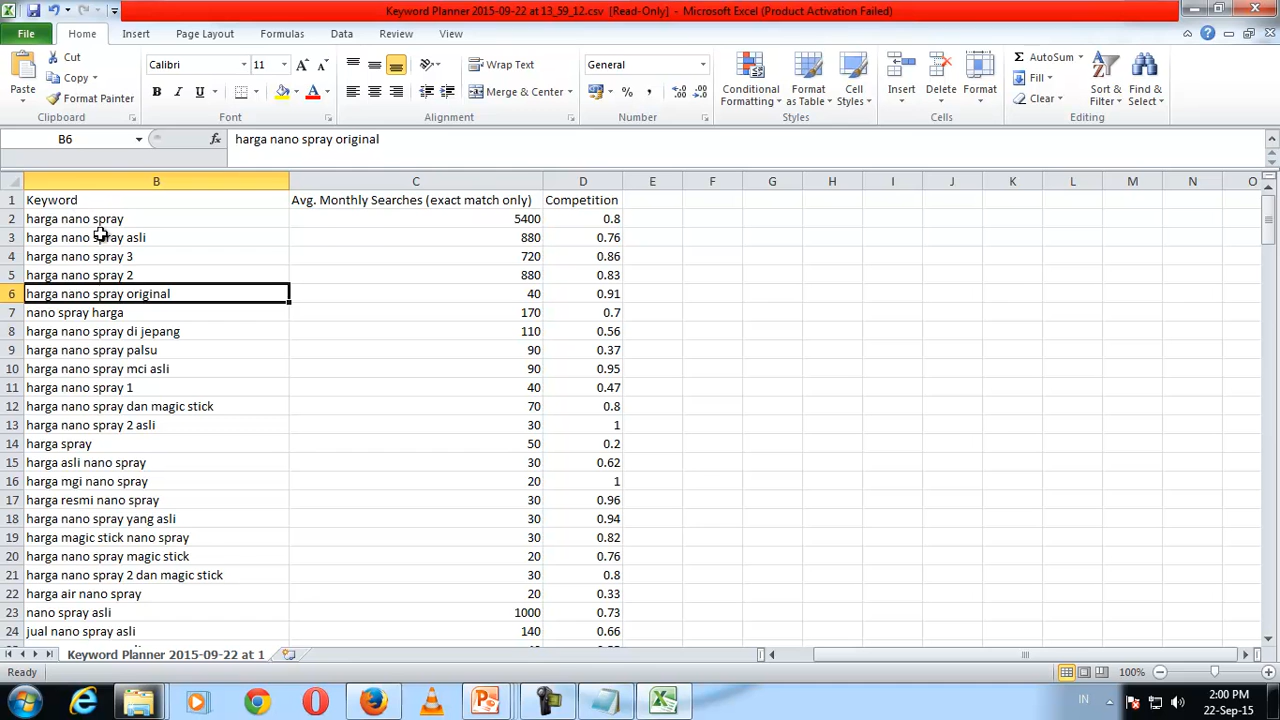 Keyword Planner 2015-09-22 at 13_59_12.csv [Read-Only] - Microsoft Excel (Product Activation Failed)
File Home Insert Page Layout Formulas Data Review View
Paste
Cut
Copy
Format Painter
Clipboard
Calibri 11
B I U
Font
Wrap Text
Merge & Center
Alignment
General
%
Number
Conditional Formatting
Format as Table
Cell Styles
Styles
Insert Delete Format
Cells
AutoSum
Fill
Clear
Sort & Filter
Find & Select
Editing
B6 fx harga nano spray original
B C D E F G H I J K L M N O
1 Keyword Avg. Monthly Searches (exact match only) Competition
2 harga nano spray 5400 0.8
3 harga nano spray asli 880 0.76
4 harga nano spray 3 720 0.86
5 harga nano spray 2 880 0.83
6 harga nano spray original 40 0.91
7 nano spray harga 170 0.7
8 harga nano spray di jepang 110 0.56
9 harga nano spray palsu 90 0.37
10 harga nano spray mci asli 90 0.95
11 harga nano spray 1 40 0.47
12 harga nano spray dan magic stick 70 0.8
13 harga nano spray 2 asli 30 1
14 harga spray 50 0.2
15 harga asli nano spray 30 0.62
16 harga mgi nano spray 20 1
17 harga resmi nano spray 30 0.96
18 harga nano spray yang asli 30 0.94
19 harga magic stick nano spray 30 0.82
20 harga nano spray magic stick 20 0.76
21 harga nano spray 2 dan magic stick 30 0.8
22 harga air nano spray 20 0.33
23 nano spray asli 1000 0.73
24 jual nano spray asli 140 0.66
Keyword Planner 2015-09-22 at 1
Ready 100%
IN 2:00 PM
22-Sep-15